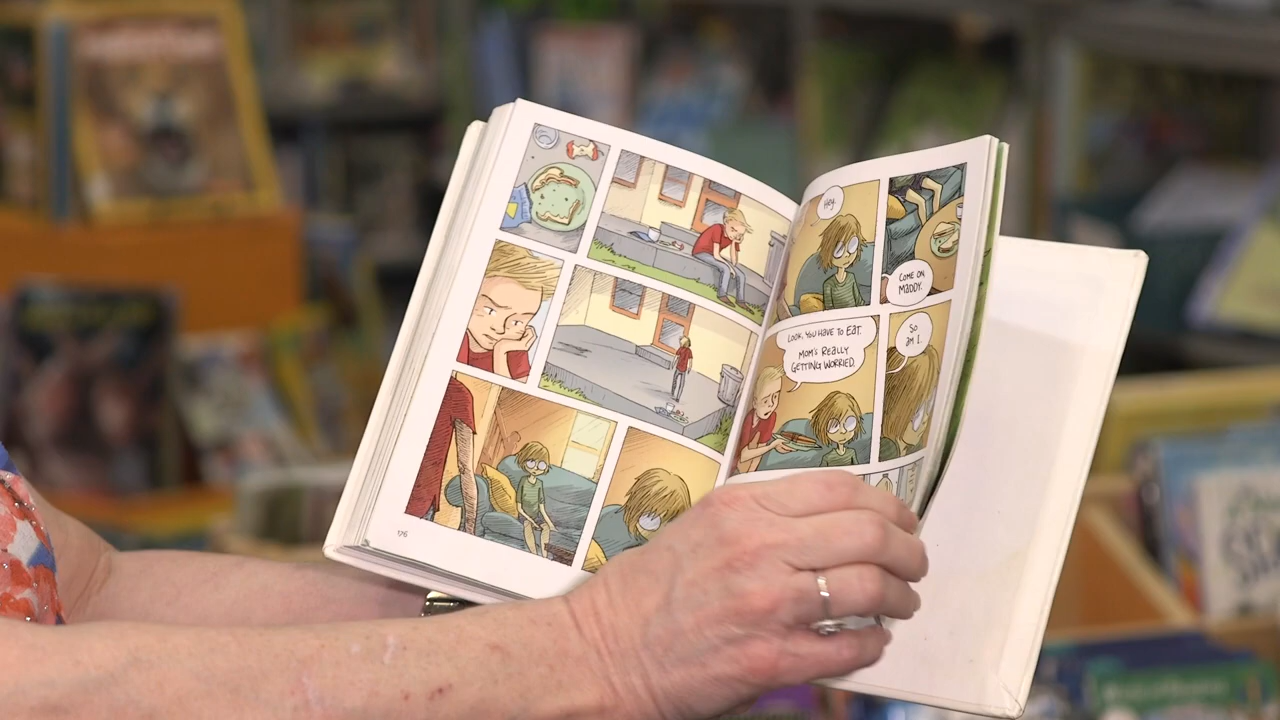 Hey.
COME ON
MADDY.
LOOK, YOU HAVE TO EAT.
MOM'S REALLY
GETTING WORRIED.
SO
AM I.
176